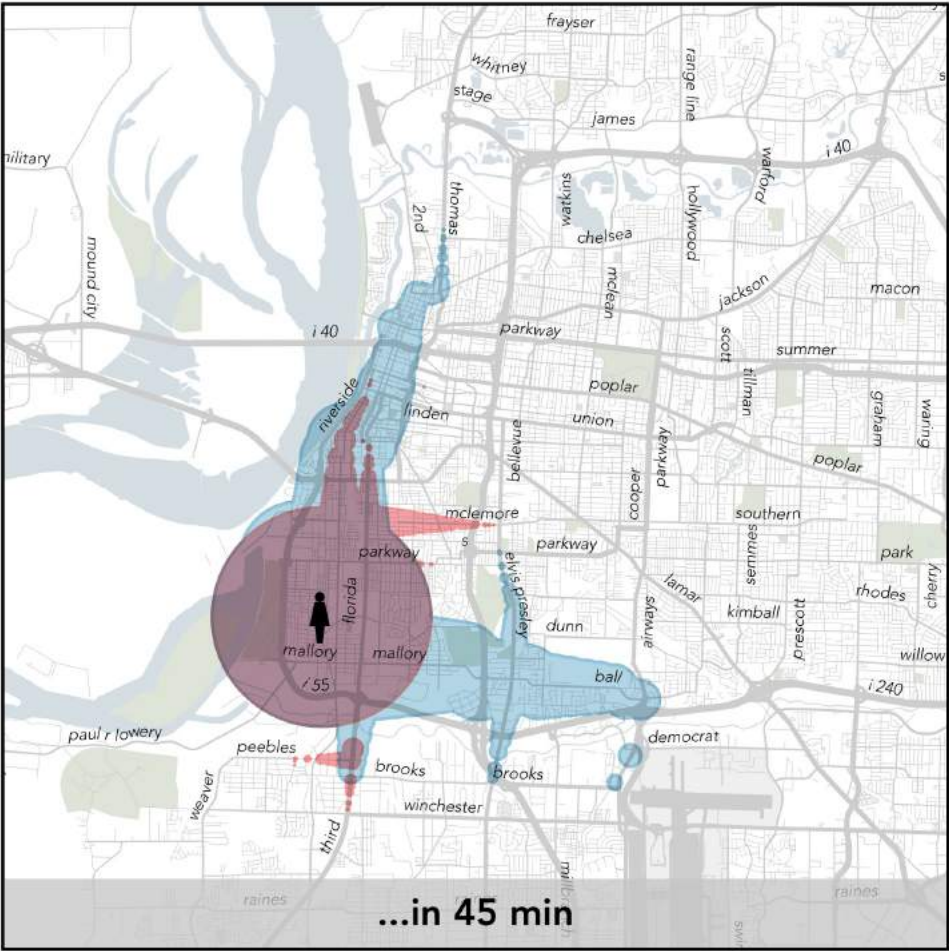 frayser
whitney
range line
stage
james
i 40
military
warford
watkins
thomas
2nd
hollywood
chelsea
mound city
mclean
jackson
macon
i 40
parkway
scott
summer
tillman
poplar
riverside
linden
union
graham
waring
bellevue
parkway
poplar
cooper
mclemore
southern
s
parkway
parkway
semmes
park
elvis presley
lamar
cherry
florida
rhodes
airways
kimball
prescott
dunn
mallory
mallory
willow
ball
i 55
i 240
paul r lowery
democrat
peebles
brooks
brooks
weaver
winchester
third
raines
raines
...in 45 min